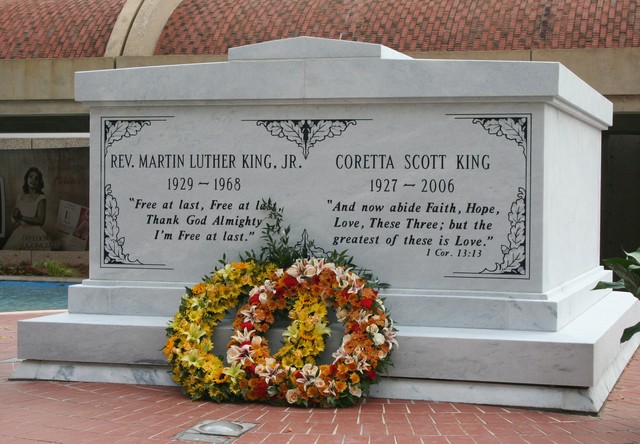 REV. MARTIN LUTHER KING, JR.
1929 ~ 1968
"Free at last, Free at last,
Thank God Almighty
I'm Free at last."
CORETTA SCOTT KING
1927 ~ 2006
"And now abide Faith, Hope,
Love, These Three; but the
greatest of these is Love."
1 Cor. 13:13